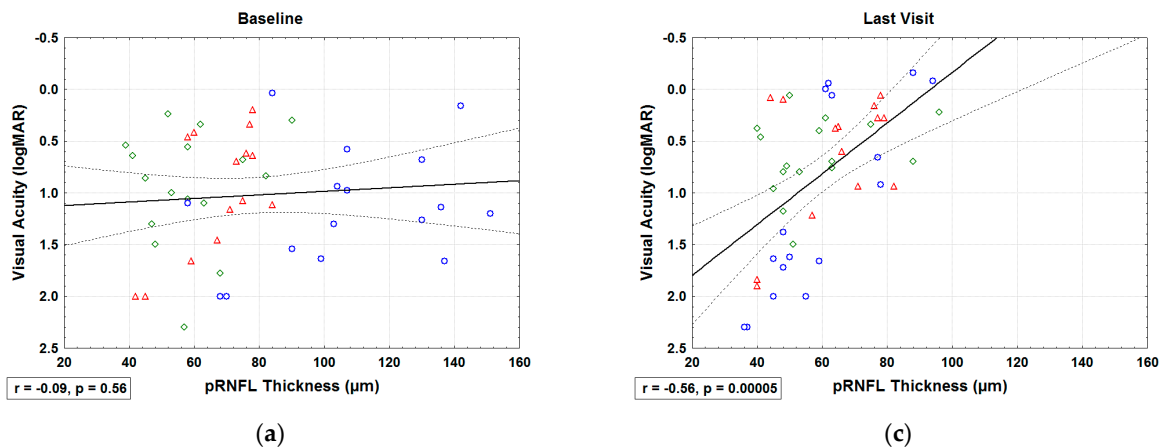 Baseline
Visual Acuity (logMAR)
-0.5
0.0
0.5
1.0
1.5
2.0
2.5
20 40 60 80 100 120 140 160
pRNFL Thickness (µm)
r = -0.09, p = 0.56
(a)
Last Visit
Visual Acuity (logMAR)
-0.5
0.0
0.5
1.0
1.5
2.0
2.5
20 40 60 80 100 120 140 160
pRNFL Thickness (µm)
r = -0.56, p = 0.00005
(c)